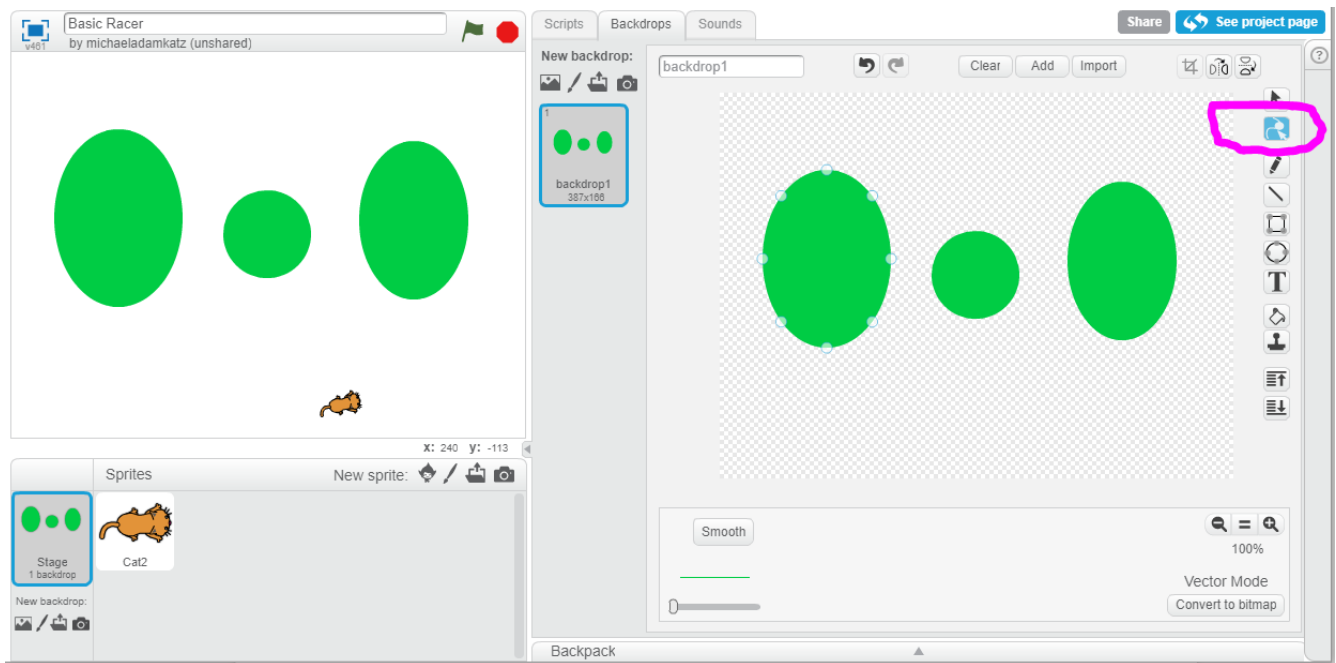 v461
Basic Racer
by michaeladamkatz (unshared)
Scripts
Backdrops
Sounds
Share
See project page
?
New backdrop:
backdrop1
Clear
Add
Import
1
backdrop1
387x166
T
x: 240 y: -113
Sprites
New sprite:
Stage
1 backdrop
Cat2
New backdrop:
Smooth
100%
Vector Mode
Convert to bitmap
Backpack